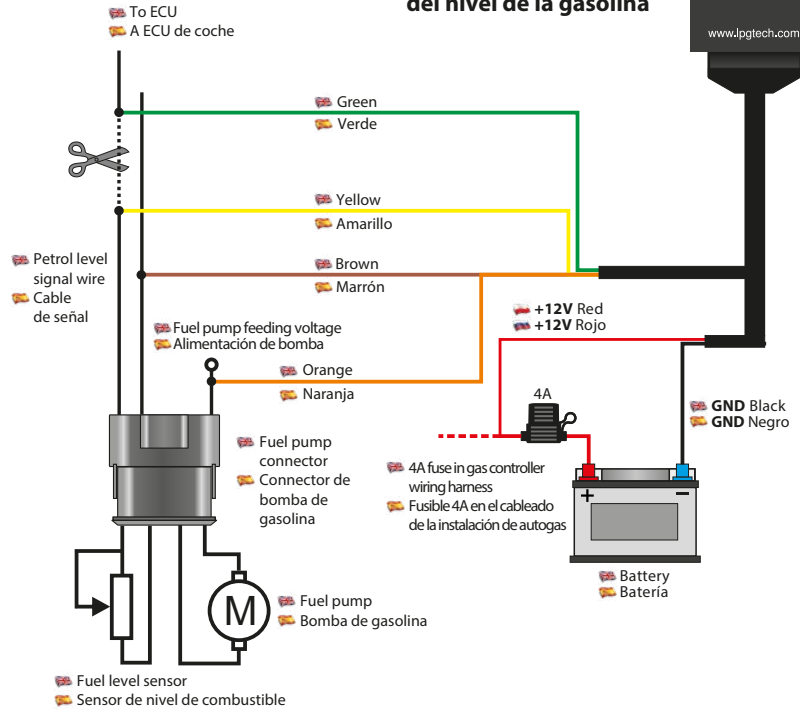 del nivel de la gasolina
www.lpgtech.com
To ECU
A ECU de coche
Green
Verde
Yellow
Amarillo
Petrol level
signal wire
Cable
de señal
Brown
Marrón
+12V Red
+12V Rojo
Fuel pump feeding voltage
Alimentación de bomba
Orange
Naranja
4A
GND Black
GND Negro
Fuel pump
connector
Conector de
bomba de
gasolina
4A fuse in gas controller
wiring harness
Fusible 4A en el cableado
de la instalación de autogas
+
–
Battery
Batería
M
Fuel pump
Bomba de gasolina
Fuel level sensor
Sensor de nivel de combustible